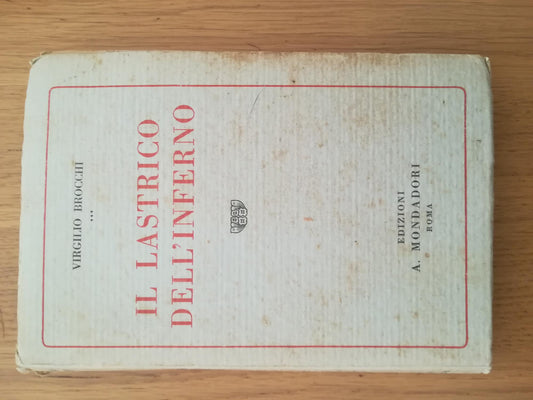 VIRGILIO BROCCHI
IL LASTRICO
DELL'INFERNO
EDIZIONI
A. MONDADORI
ROMA